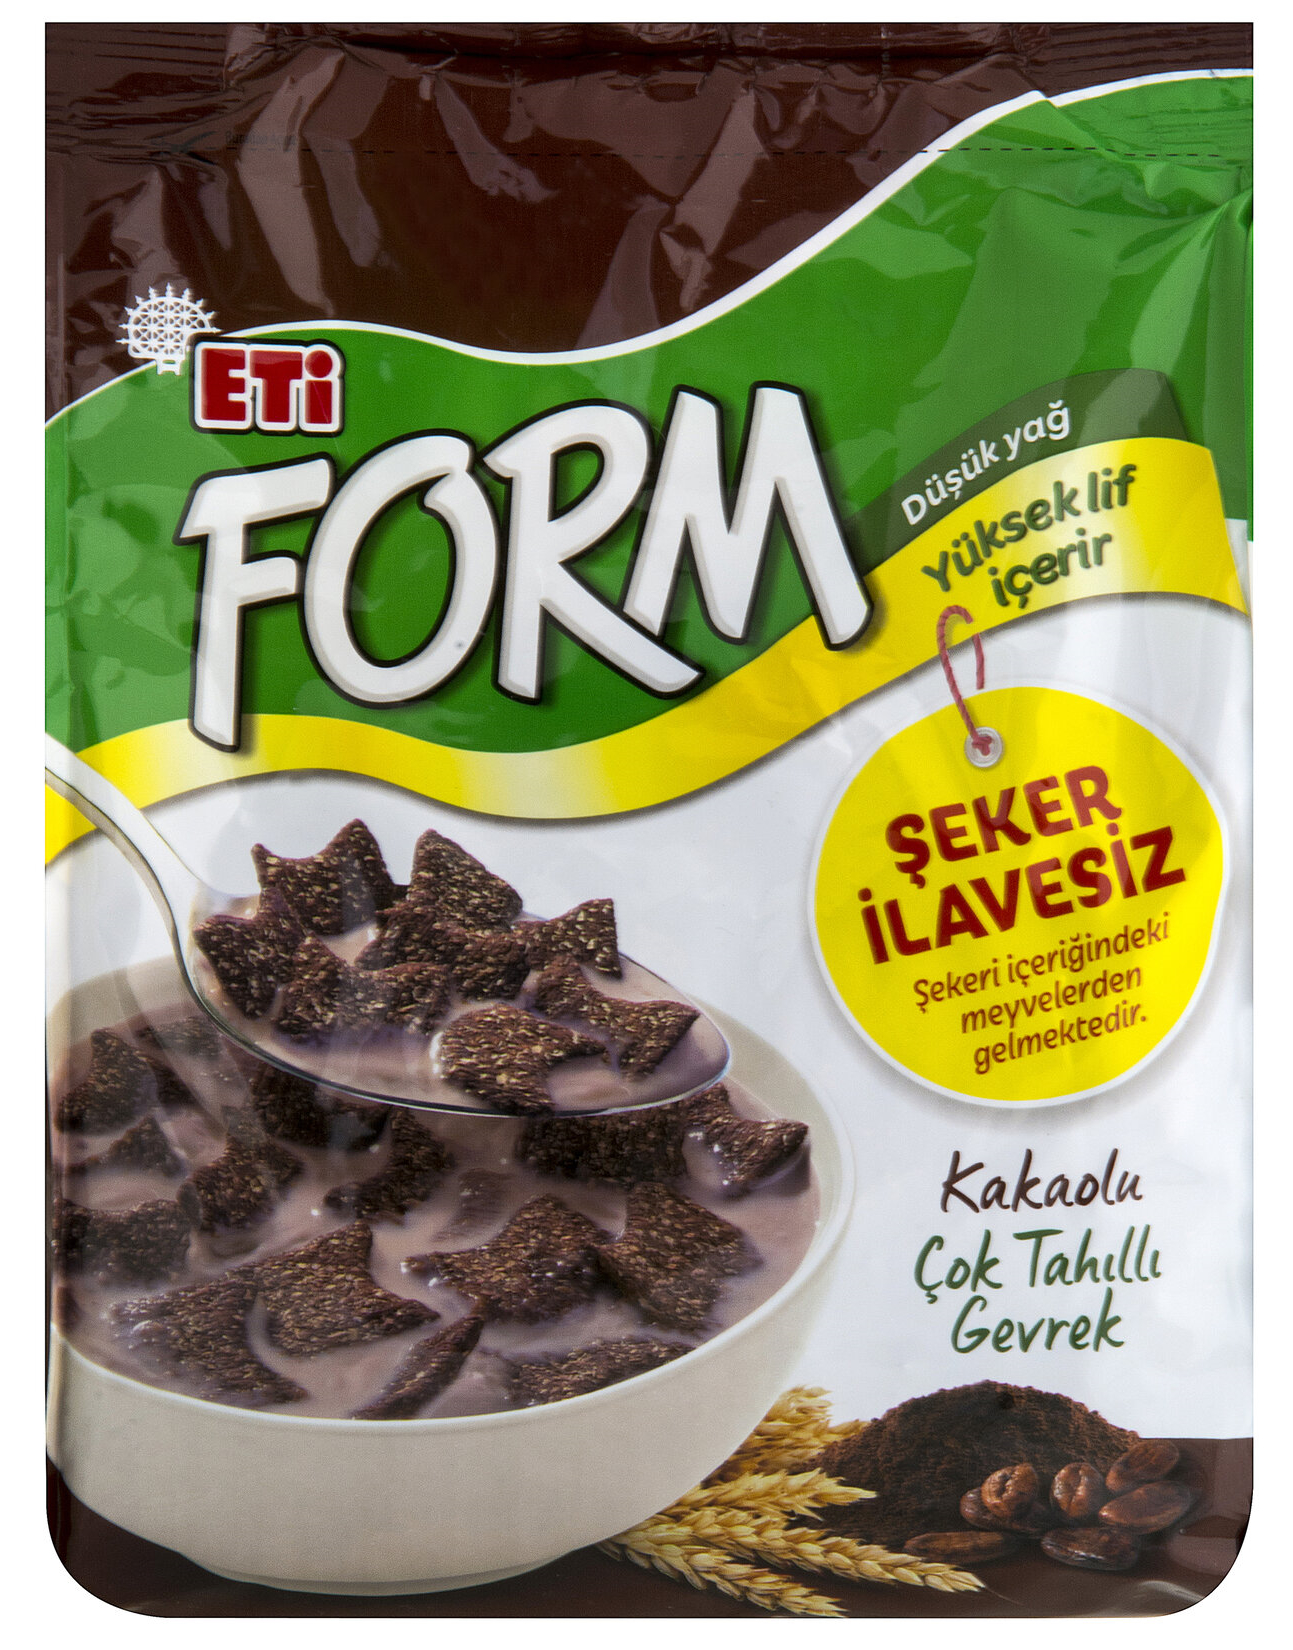 ETİ
FORM
Düşük yağ
Yüksek lif
içerir
ŞEKER
İLAVESİZ
Şekeri içeriğindeki
meyvelerden
gelmektedir.
Kakaolu
Çok Tahıllı
Gevrek